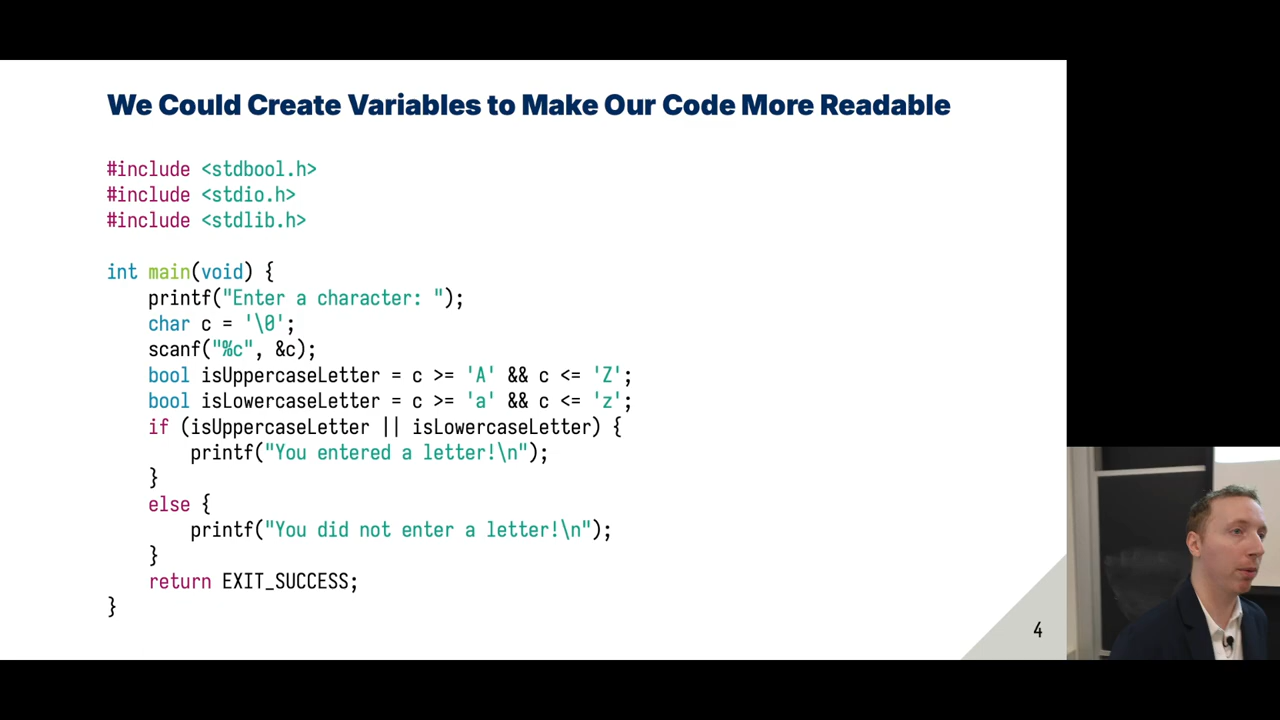 We Could Create Variables to Make Our Code More Readable
#include <stdbool.h>
#include <stdio.h>
#include <stdlib.h>
int main(void) {
    printf("Enter a character: ");
    char c = '\0';
    scanf("%c", &c);
    bool isUppercaseLetter = c >= 'A' && c <= 'Z';
    bool isLowercaseLetter = c >= 'a' && c <= 'z';
    if (isUppercaseLetter || isLowercaseLetter) {
        printf("You entered a letter!\n");
    }
    else {
        printf("You did not enter a letter!\n");
    }
    return EXIT_SUCCESS;
}
4